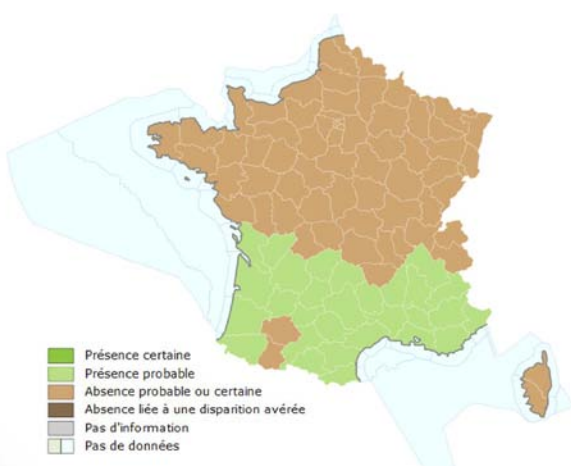 Présence certaine
Présence probable
Absence probable ou certaine
Absence liée à une disparition avérée
Pas d'information
Pas de données